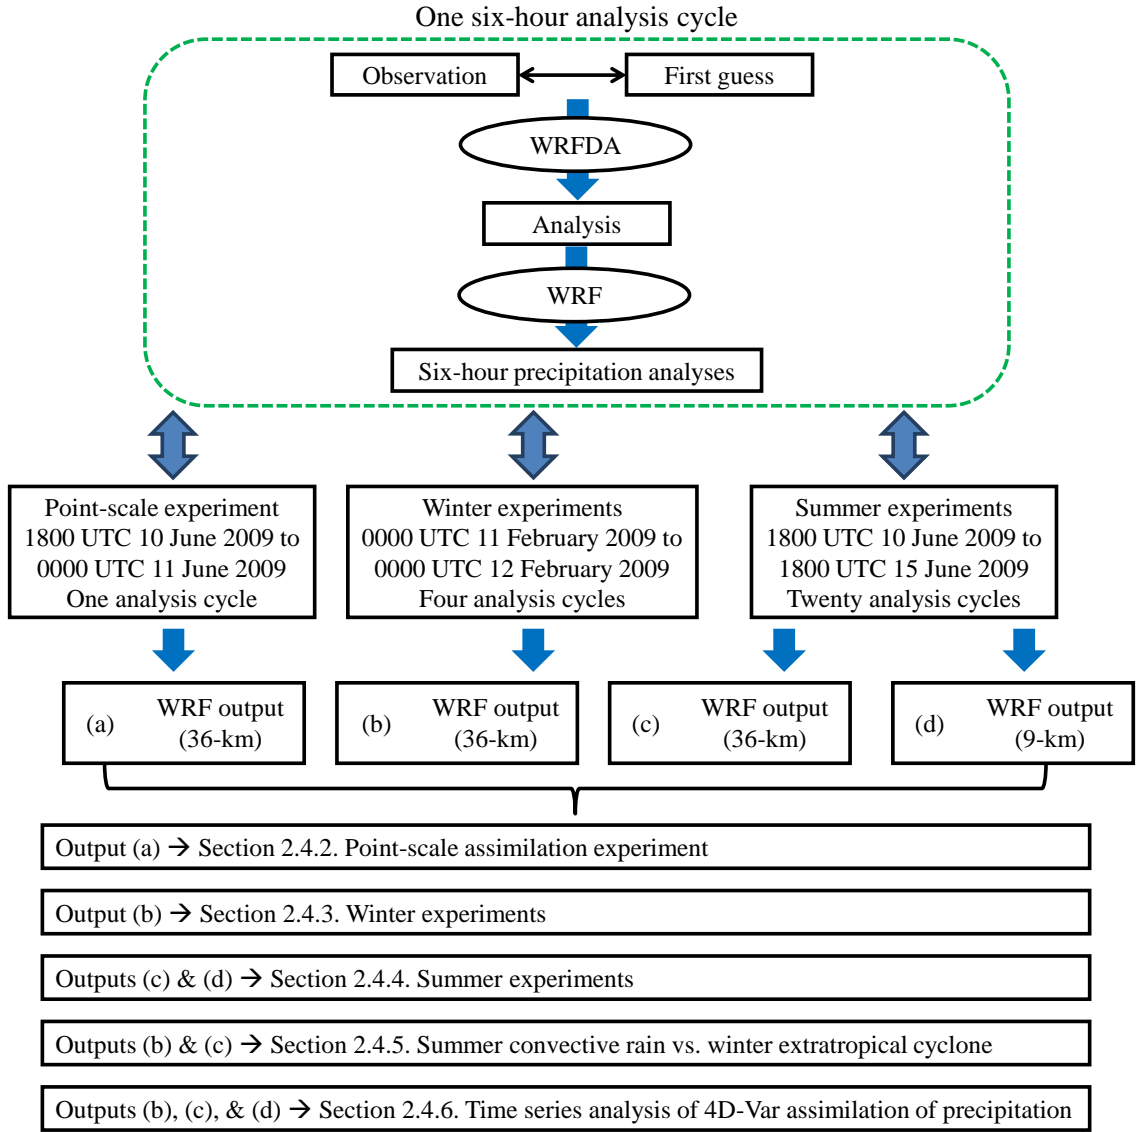 One six-hour analysis cycle
Observation
First guess
WRFDA
Analysis
WRF
Six-hour precipitation analyses
Point-scale experiment
1800 UTC 10 June 2009 to
0000 UTC 11 June 2009
One analysis cycle
Winter experiments
0000 UTC 11 February 2009 to
0000 UTC 12 February 2009
Four analysis cycles
Summer experiments
1800 UTC 10 June 2009 to
1800 UTC 15 June 2009
Twenty analysis cycles
(a) WRF output
(36-km)
(b) WRF output
(36-km)
(c) WRF output
(36-km)
(d) WRF output
(9-km)
Output (a) → Section 2.4.2. Point-scale assimilation experiment
Output (b) → Section 2.4.3. Winter experiments
Outputs (c) & (d) → Section 2.4.4. Summer experiments
Outputs (b) & (c) → Section 2.4.5. Summer convective rain vs. winter extratropical cyclone
Outputs (b), (c), & (d) → Section 2.4.6. Time series analysis of 4D-Var assimilation of precipitation